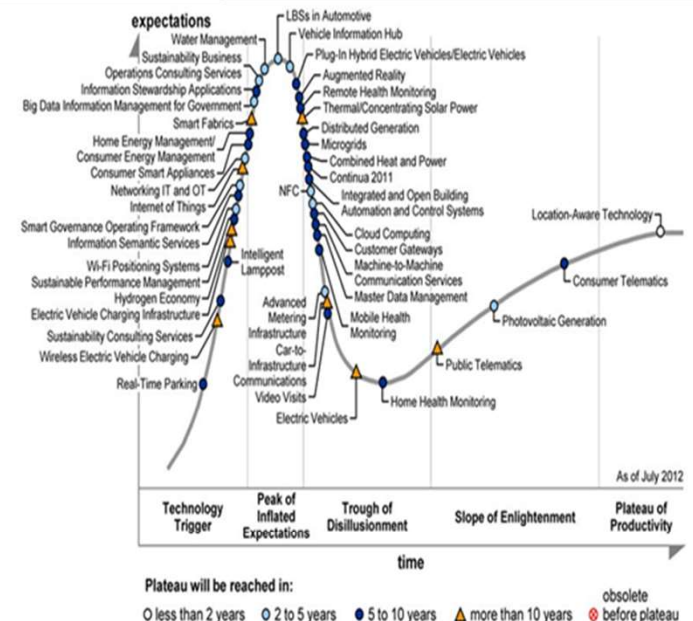 expectations
LBSs in Automotive
Vehicle Information Hub
Water Management
Sustainability Business
Operations Consulting Services
Information Stewardship Applications
Big Data Information Management for Government
Smart Fabrics
Home Energy Management/
Consumer Energy Management
Consumer Smart Appliances
Networking IT and OT
Internet of Things
Smart Governance Operating Framework
Information Semantic Services
Wi-Fi Positioning Systems
Sustainable Performance Management
Hydrogen Economy
Electric Vehicle Charging Infrastructure
Sustainability Consulting Services
Wireless Electric Vehicle Charging
Real-Time Parking
Intelligent
Lamppost
Plug-In Hybrid Electric Vehicles/Electric Vehicles
Augmented Reality
Remote Health Monitoring
Thermal/Concentrating Solar Power
Distributed Generation
Microgrids
Combined Heat and Power
Continua 2011
NFC
Integrated and Open Building
Automation and Control Systems
Cloud Computing
Customer Gateways
Machine-to-Machine
Communication Services
Master Data Management
Mobile Health
Monitoring
Advanced
Metering
Infrastructure
Car-to-
Infrastructure
Communications
Video Visits
Electric Vehicles
Home Health Monitoring
Public Telematics
Photovoltaic Generation
Consumer Telematics
Location-Aware Technology
As of July 2012
Technology
Trigger
Peak of
Inflated
Expectations
Trough of
Disillusionment
Slope of Enlightenment
Plateau of
Productivity
time
Plateau will be reached in:
less than 2 years
2 to 5 years
5 to 10 years
more than 10 years
obsolete
before plateau